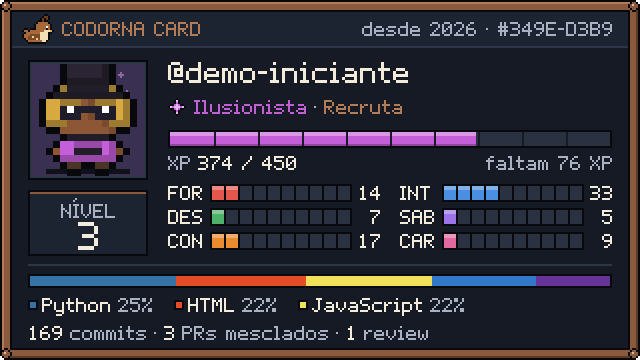 CODORNA CARD desde 2026 · #349E-D3B9
@demo-iniciante
Ilusionista · Recruta
XP 374 / 450 faltam 76 XP
NÍVEL
3
FOR 14 INT 33
DES 7 SAB 5
CON 17 CAR 9
Python 25% HTML 22% JavaScript 22%
169 commits · 3 PRs mesclados · 1 review